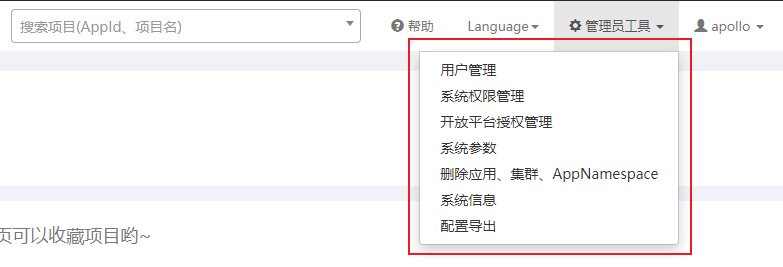 搜索项目(AppId、项目名)
帮助
Language
管理员工具
apollo
用户管理
系统权限管理
开放平台授权管理
系统参数
删除应用、集群、AppNamespace
系统信息
配置导出
页可以收藏项目哟~